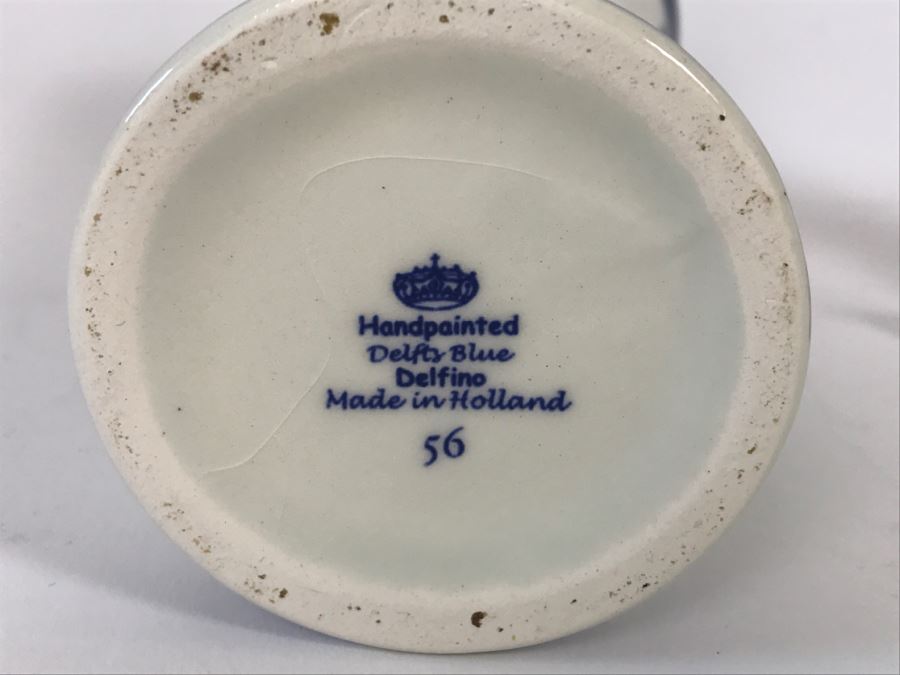 Handpainted
Delfts Blue
Delfino
Made in Holland
56